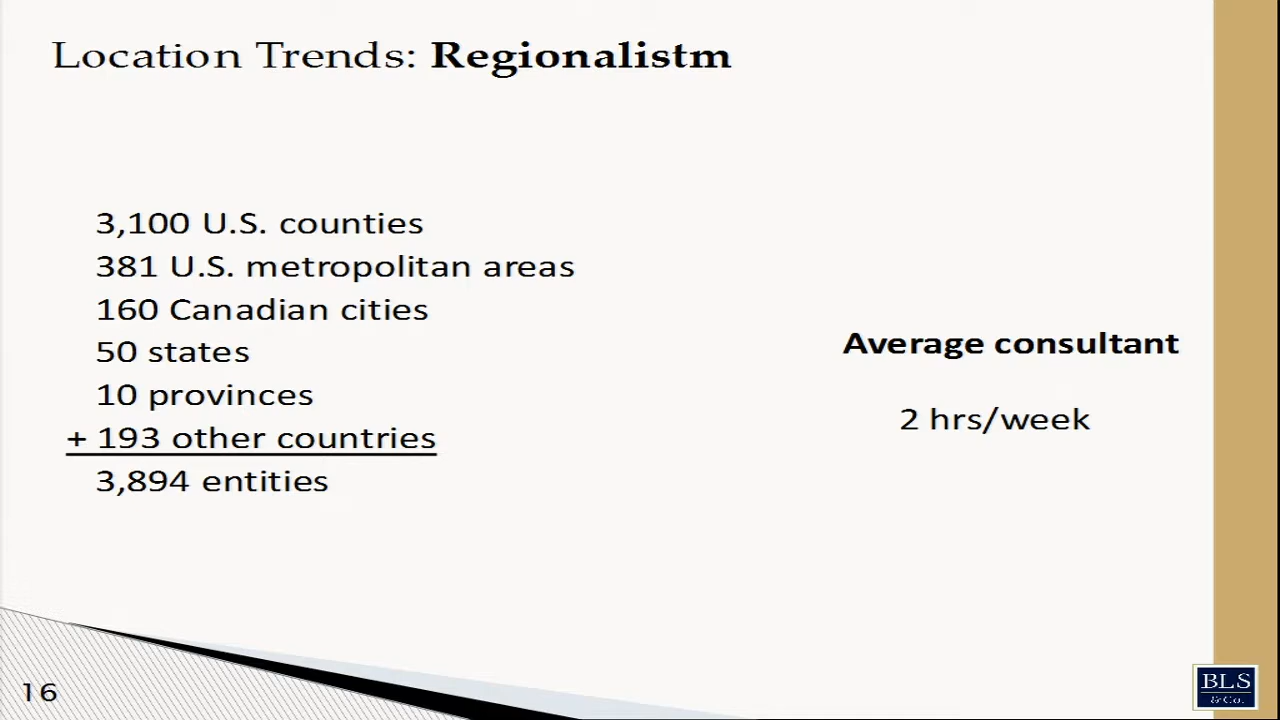 Location Trends: Regionalistm
3,100 U.S. counties
381 U.S. metropolitan areas
160 Canadian cities
50 states
10 provinces
+ 193 other countries
3,894 entities
Average consultant
2 hrs/week
16
BLS
& Co.